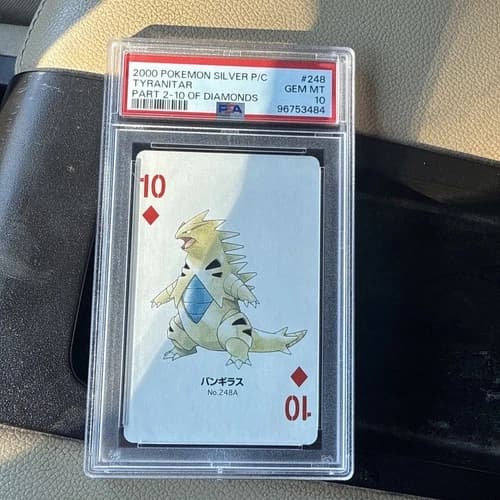 2000 POKEMON SILVER P/C #248
TYRANITAR GEM MT
PART 2-10 OF DIAMONDS 10
PSA 96753484
10
バンギラス
No.248A
10